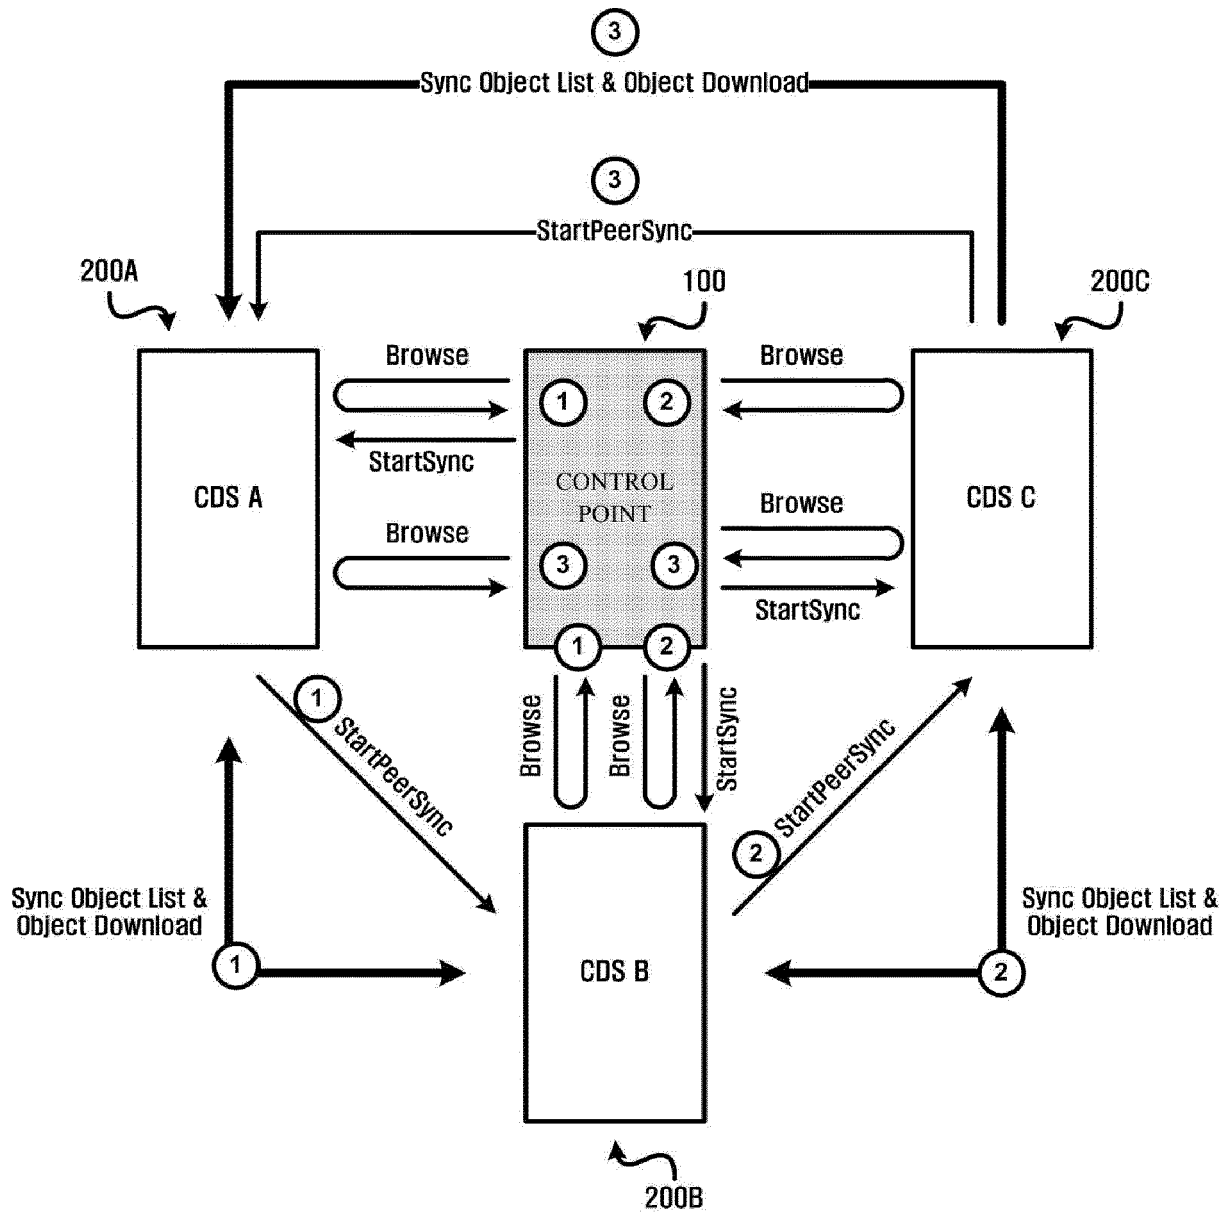 3
Sync Object List & Object Download
3
StartPeerSync
200A
100
200C
Browse
Browse
1
2
StartSync
CDS A
CONTROL
POINT
CDS C
Browse
Browse
3
3
StartSync
1
2
1
StartPeerSync
Browse
Browse
StartSync
StartPeerSync
2
Sync Object List &
Object Download
1
Sync Object List &
Object Download
2
CDS B
200B